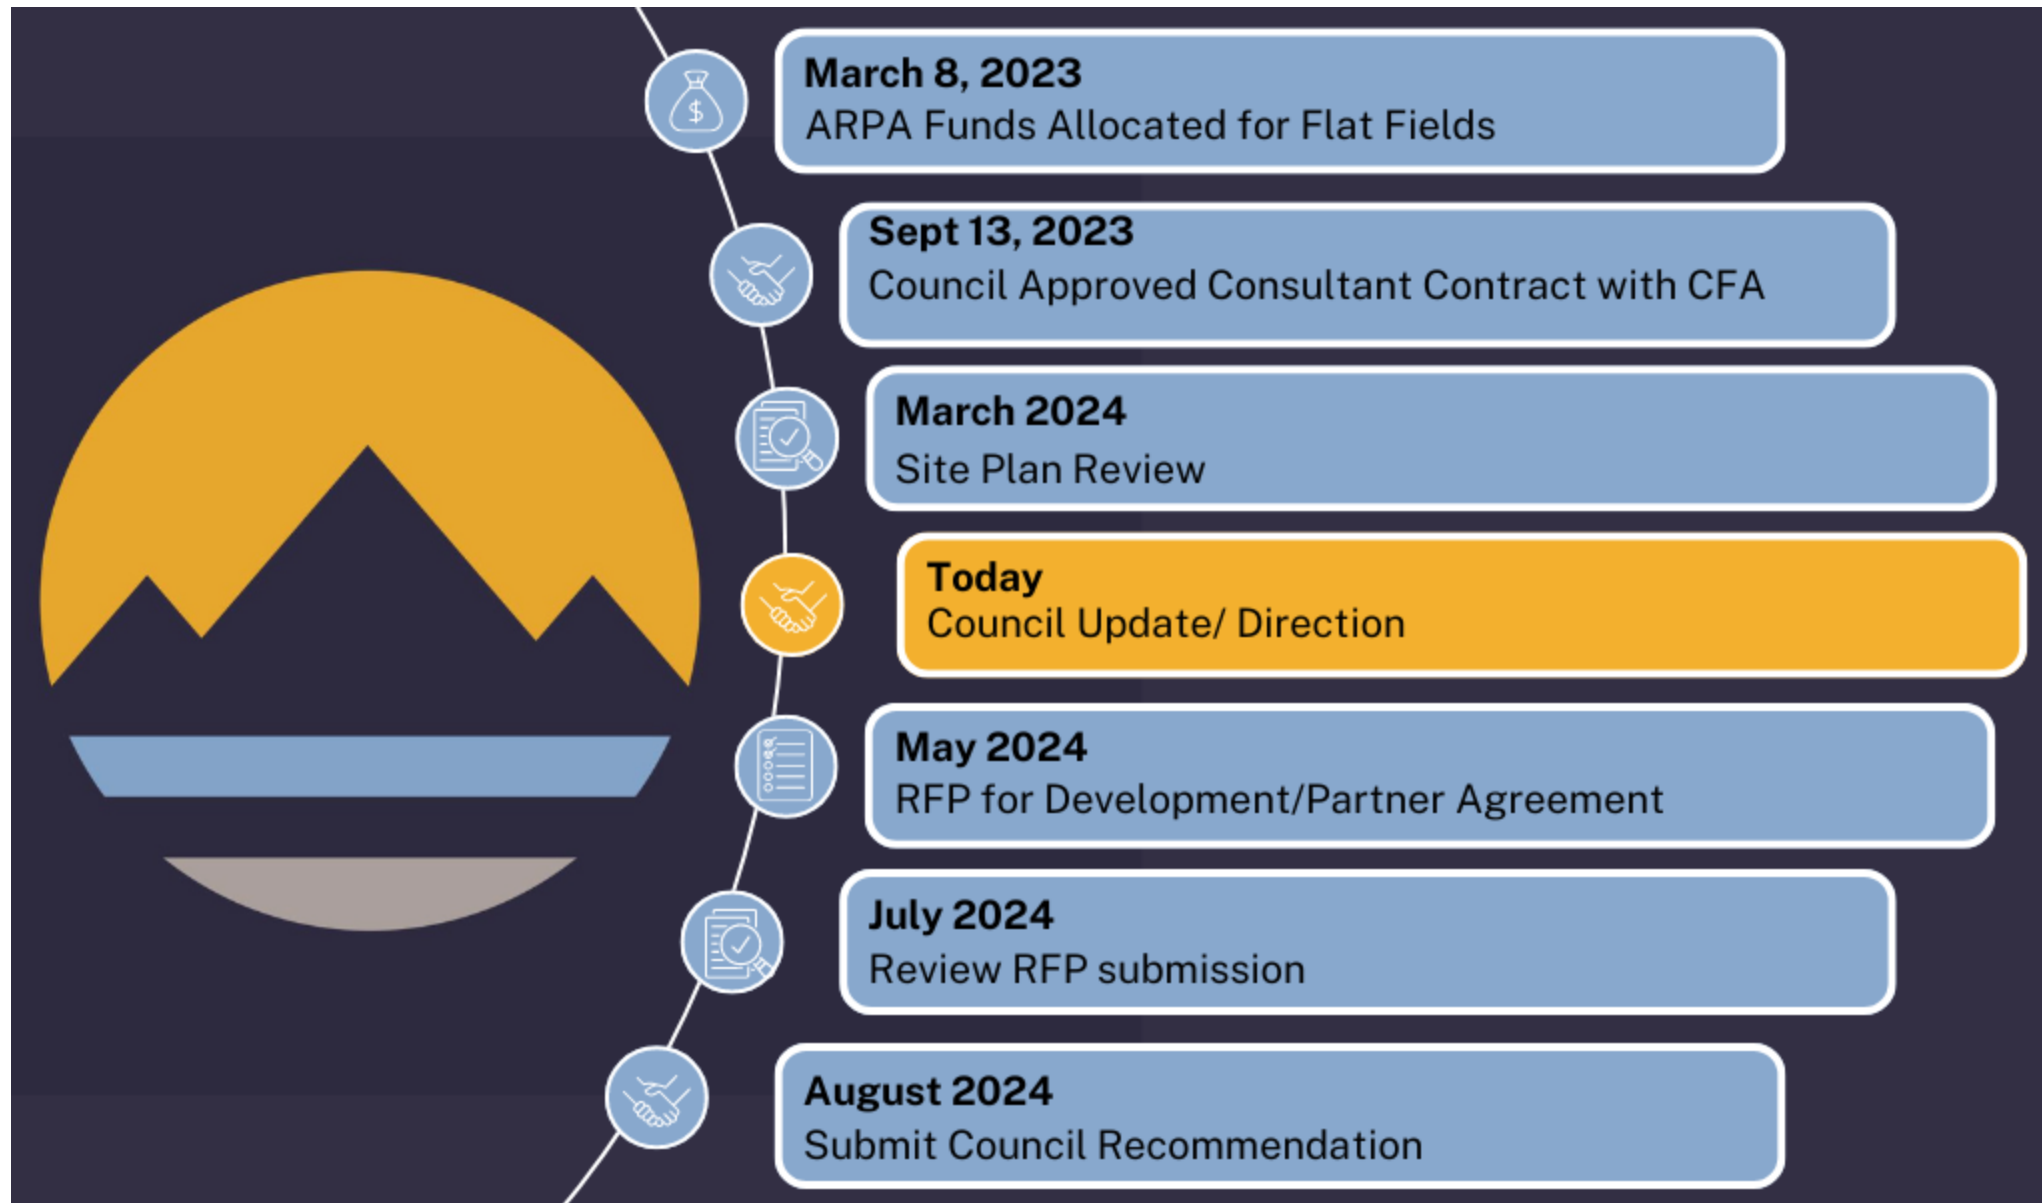 March 8, 2023
ARPA Funds Allocated for Flat Fields
Sept 13, 2023
Council Approved Consultant Contract with CFA
March 2024
Site Plan Review
Today
Council Update/ Direction
May 2024
RFP for Development/Partner Agreement
July 2024
Review RFP submission
August 2024
Submit Council Recommendation
$